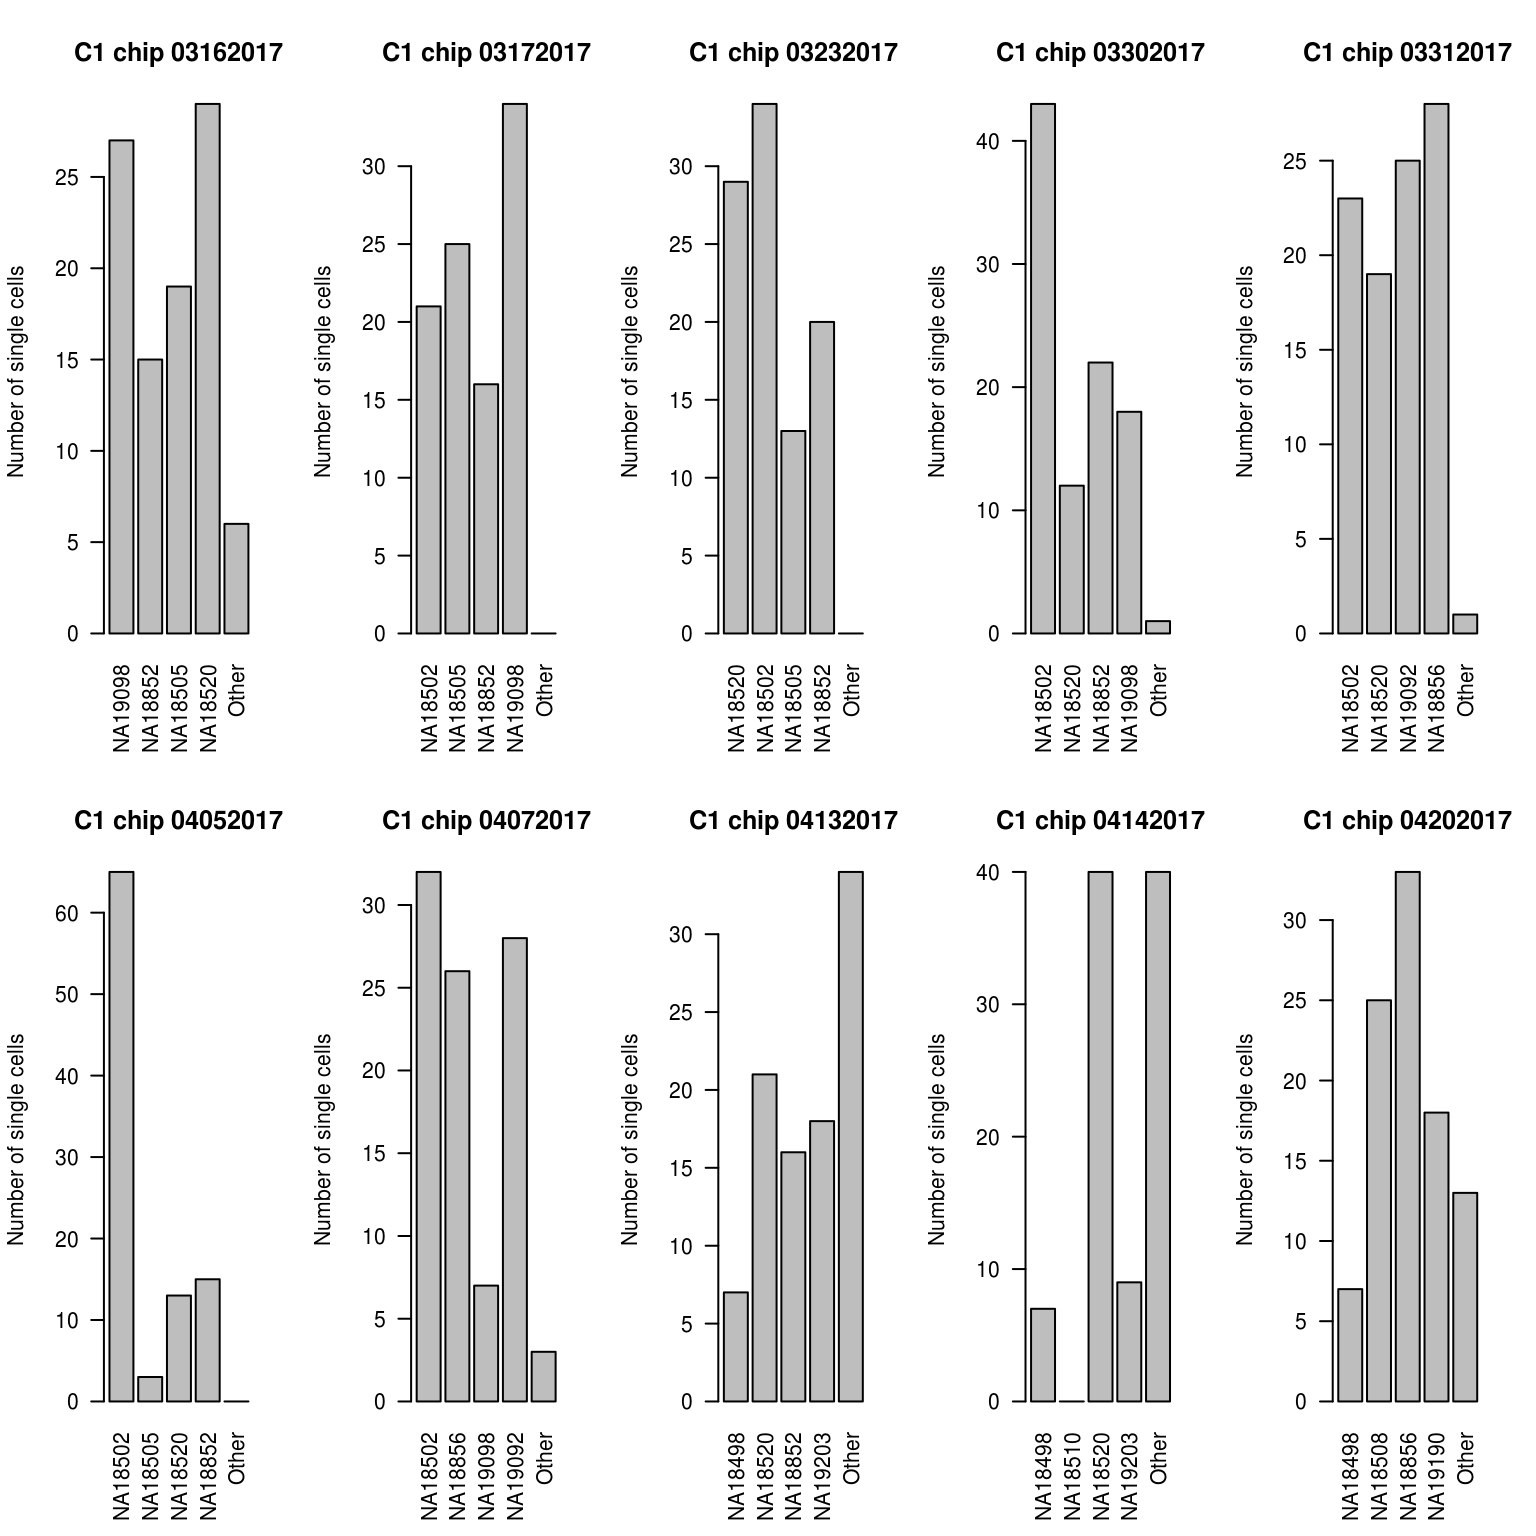 C1 chip 03162017
Number of single cells
25
20
15
10
5
0
NA19098
NA18852
NA18505
NA18520
Other
C1 chip 03172017
Number of single cells
30
25
20
15
10
5
0
NA18502
NA18505
NA18852
NA19098
Other
C1 chip 03232017
Number of single cells
30
25
20
15
10
5
0
NA18520
NA18502
NA18505
NA18852
Other
C1 chip 03302017
Number of single cells
40
30
20
10
0
NA18502
NA18520
NA18852
NA19098
Other
C1 chip 03312017
Number of single cells
25
20
15
10
5
0
NA18502
NA18520
NA19092
NA18856
Other
C1 chip 04052017
Number of single cells
60
50
40
30
20
10
0
NA18502
NA18505
NA18520
NA18852
Other
C1 chip 04072017
Number of single cells
30
25
20
15
10
5
0
NA18502
NA18856
NA19098
NA19092
Other
C1 chip 04132017
Number of single cells
30
25
20
15
10
5
0
NA18498
NA18520
NA18852
NA19203
Other
C1 chip 04142017
Number of single cells
40
30
20
10
0
NA18498
NA18510
NA18520
NA19203
Other
C1 chip 04202017
Number of single cells
30
25
20
15
10
5
0
NA18498
NA18508
NA18856
NA19190
Other